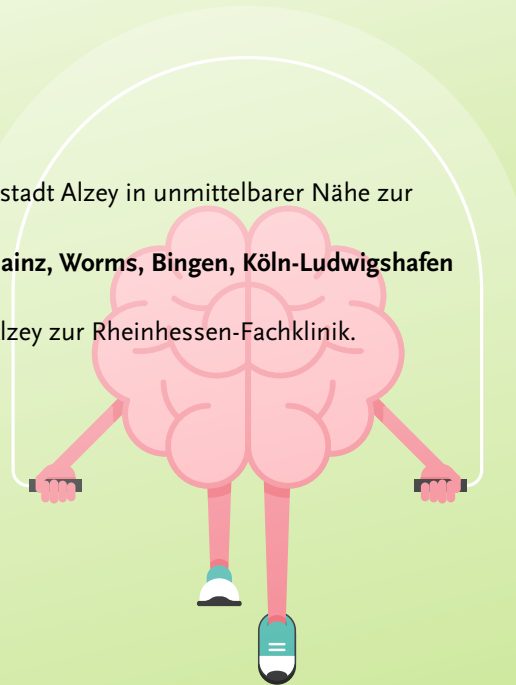 stadt Alzey in unmittelbarer Nähe zur
ainz, Worms, Bingen, Köln-Ludwigshafen
lzey zur Rheinhessen-Fachklinik.